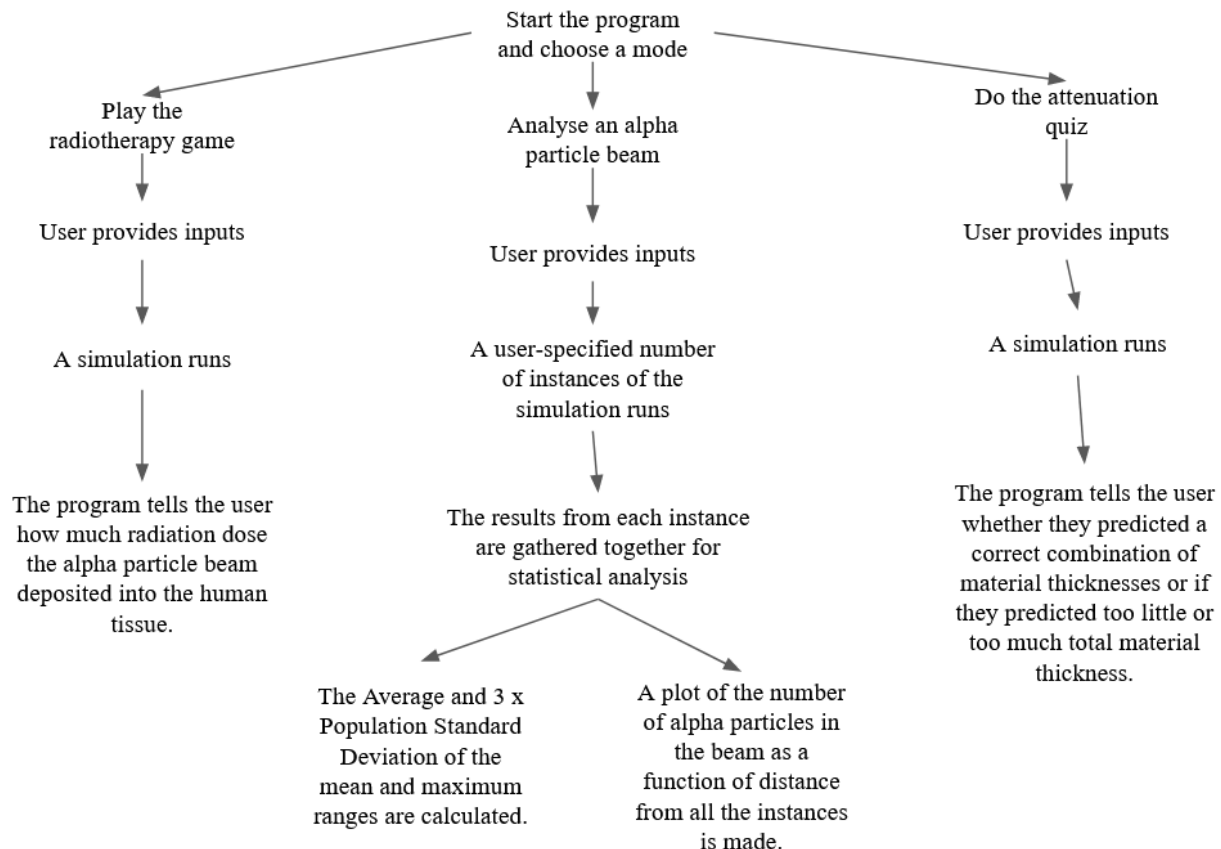 Start the program
and choose a mode
Play the
radiotherapy game
Analyse an alpha
particle beam
Do the attenuation
quiz
User provides inputs
User provides inputs
User provides inputs
A simulation runs
A user-specified number
of instances of the
simulation runs
A simulation runs
The program tells the user
how much radiation dose
the alpha particle beam
deposited into the human
tissue.
The results from each instance
are gathered together for
statistical analysis
The program tells the user
whether they predicted a
correct combination of
material thicknesses or if
they predicted too little or
too much total material
thickness.
The Average and 3 x
Population Standard
Deviation of the
mean and maximum
ranges are calculated.
A plot of the number
of alpha particles in
the beam as a
function of distance
from all the instances
is made.